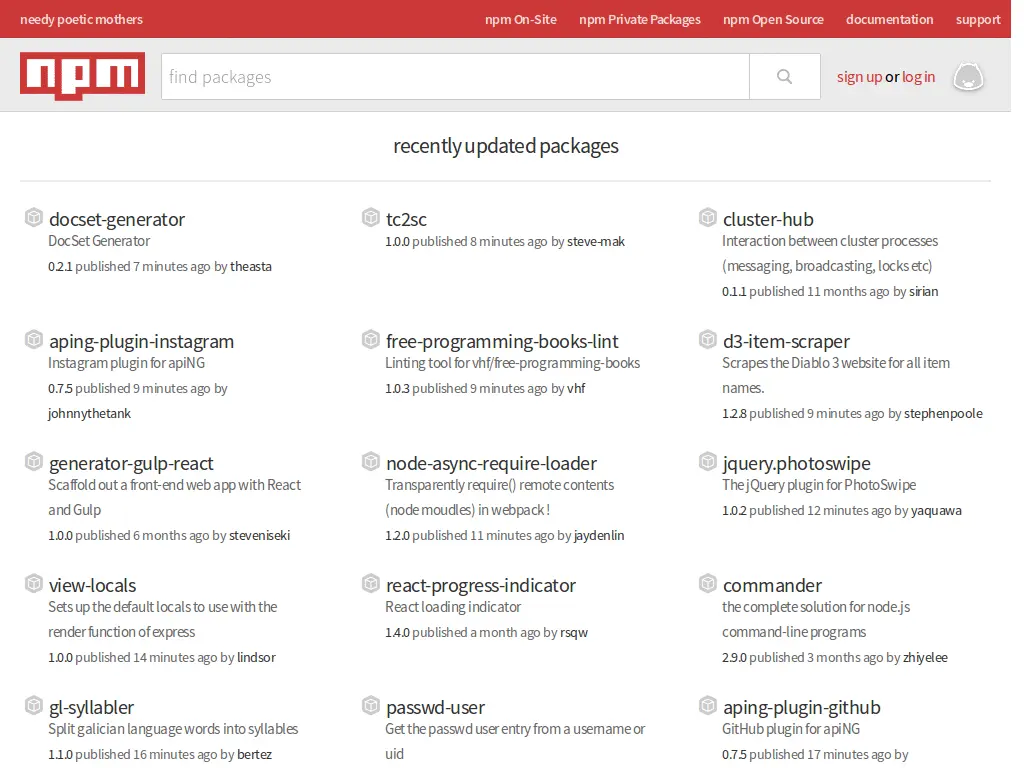 needy poetic mothers
npm On-Site npm Private Packages npm Open Source documentation support
npm
find packages
sign up or log in
recently updated packages
docset-generator
DocSet Generator
0.2.1 published 7 minutes ago by theasta
tc2sc
1.0.0 published 8 minutes ago by steve-mak
cluster-hub
Interaction between cluster processes
(messaging, broadcasting, locks etc)
0.1.1 published 11 months ago by sirian
aping-plugin-instagram
Instagram plugin for apiNG
0.7.5 published 9 minutes ago by
johnnythetank
free-programming-books-lint
Linting tool for vhf/free-programming-books
1.0.3 published 9 minutes ago by vhf
d3-item-scraper
Scrapes the Diablo 3 website for all item
names.
1.2.8 published 9 minutes ago by stephenpoole
generator-gulp-react
Scaffold out a front-end web app with React
and Gulp
1.0.0 published 6 months ago by steveniseki
node-async-require-loader
Transparently require() remote contents
(node moudles) in webpack !
1.2.0 published 11 minutes ago by jaydenlin
jquery.photoswipe
The jQuery plugin for PhotoSwipe
1.0.2 published 12 minutes ago by yaquawa
view-locals
Sets up the default locals to use with the
render function of express
1.0.0 published 14 minutes ago by lindsor
react-progress-indicator
React loading indicator
1.4.0 published a month ago by rsqw
commander
the complete solution for node.js
command-line programs
2.9.0 published 3 months ago by zhiyelee
gl-syllabler
Split galician language words into syllables
1.1.0 published 16 minutes ago by bertez
passwd-user
Get the passwd user entry from a username or
uid
aping-plugin-github
GitHub plugin for apiNG
0.7.5 published 17 minutes ago by